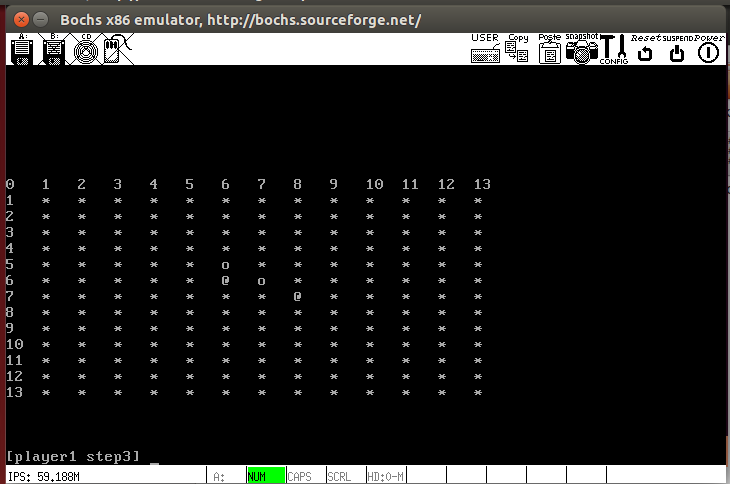 Bochs x86 emulator, http://bochs.sourceforge.net/
A: B: CD USER Copy Paste snapshot CONFIG Reset SUSPEND Power
0 1 2 3 4 5 6 7 8 9 10 11 12 13
1 * * * * * * * * * * * * *
2 * * * * * * * * * * * * *
3 * * * * * * * * * * * * *
4 * * * * * * * * * * * * *
5 * * * * * o * * * * * * *
6 * * * * * @ o * * * * * *
7 * * * * * * * @ * * * * *
8 * * * * * * * * * * * * *
9 * * * * * * * * * * * * *
10 * * * * * * * * * * * * *
11 * * * * * * * * * * * * *
12 * * * * * * * * * * * * *
13 * * * * * * * * * * * * *
[player1 step3] _
IPS: 59.188M A: NUM CAPS SCRL HD:0-M